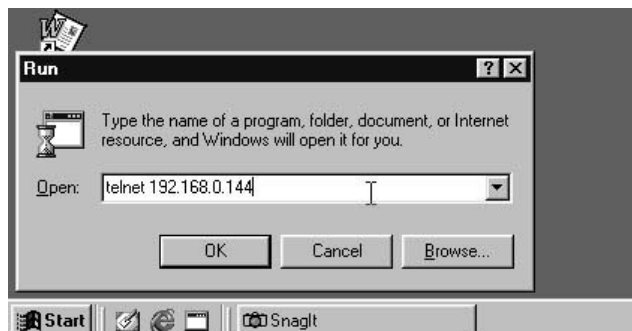 W
Run
Type the name of a program, folder, document, or Internet
resource, and Windows will open it for you.
Open:
telnet 192.168.0.144
OK Cancel Browse...
Start SnagIt